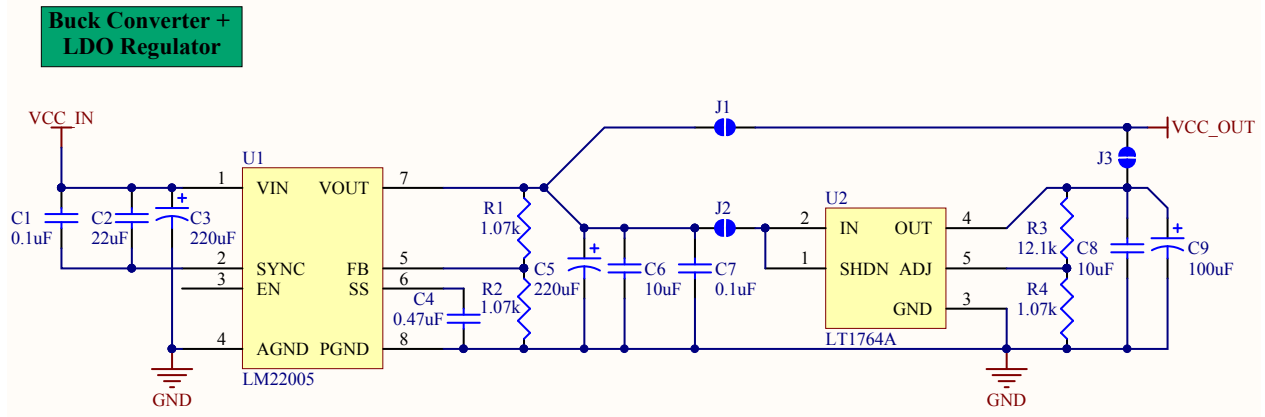 Buck Converter +
LDO Regulator
VCC_IN
J1
VCC_OUT
J3
U1
1
VIN
VOUT
7
C1
0.1uF
C2
22uF
C3
220uF
+
2
SYNC
FB
5
3
EN
SS
6
4
AGND
PGND
8
LM22005
GND
R1
1.07k
R2
1.07k
C4
0.47uF
C5
220uF
+
C6
10uF
C7
0.1uF
J2
U2
2
IN
OUT
4
1
SHDN
ADJ
5
GND
3
LT1764A
GND
R3
12.1k
R4
1.07k
C8
10uF
+
C9
100uF